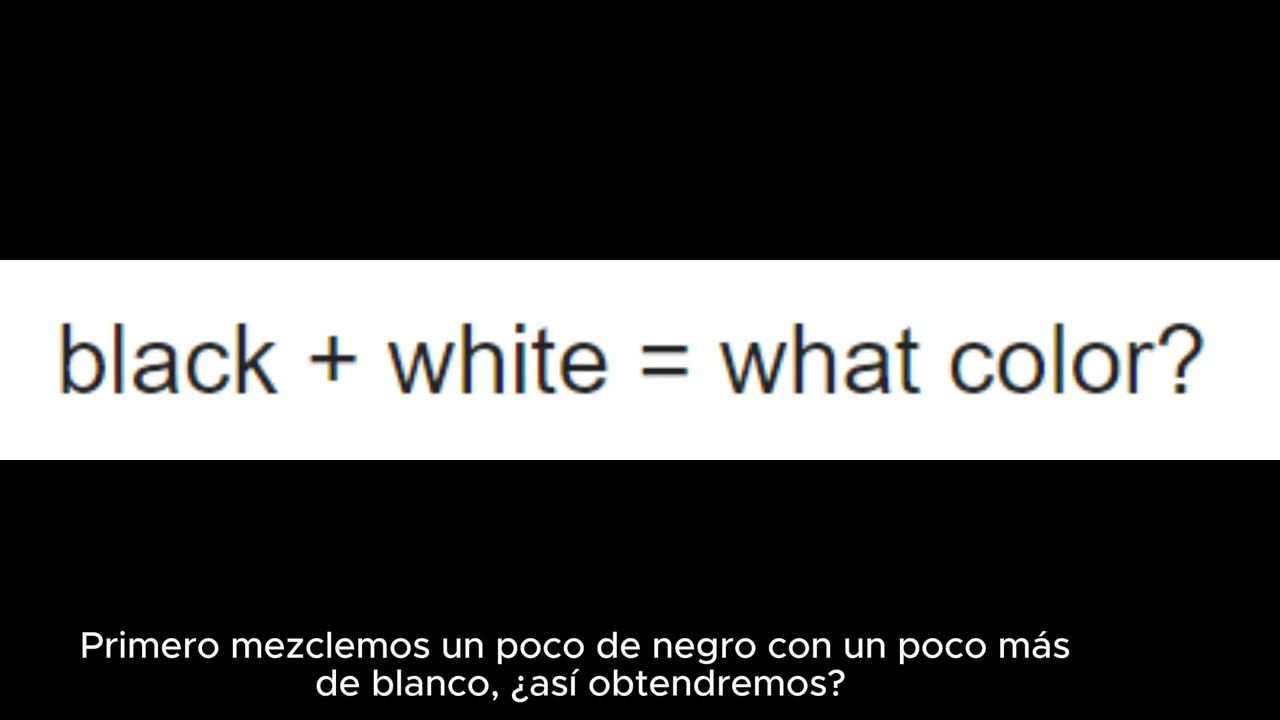 black + white = what color?
Primero mezclemos un poco de negro con un poco más
de blanco, ¿así obtendremos?